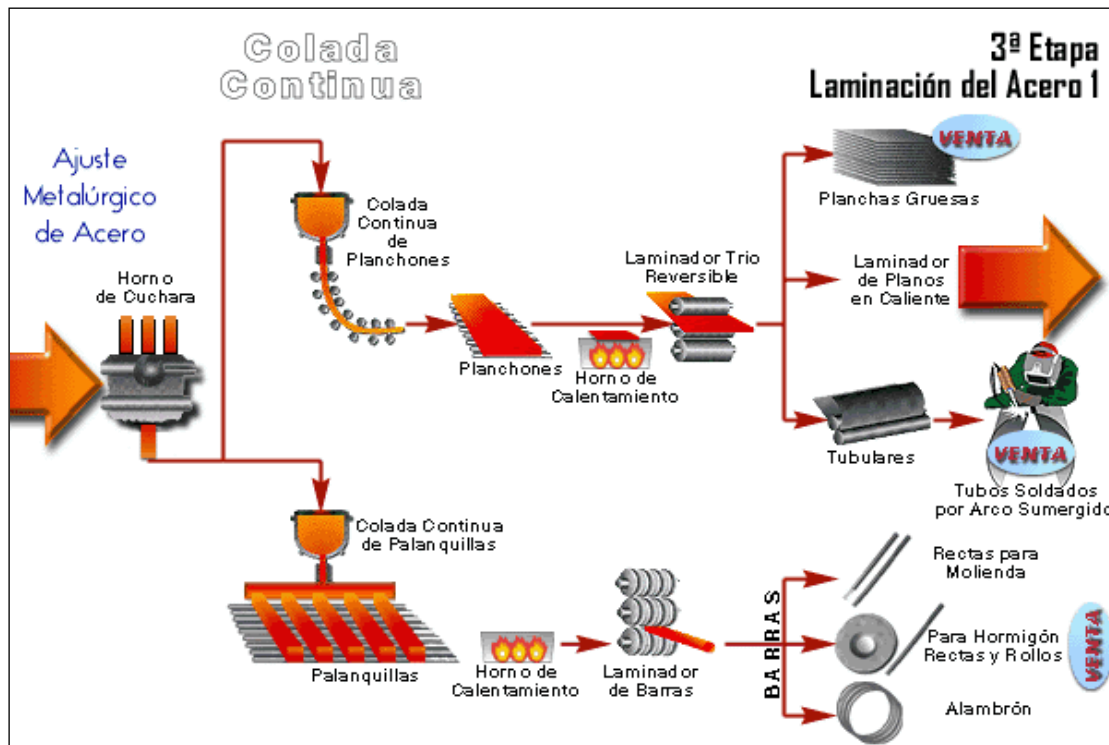 Colada
Continua
3ª Etapa
Laminación del Acero 1
Ajuste
Metalúrgico
de Acero
Horno
de Cuchara
Colada
Continua
de
Planchones
Planchones
Horno de
Calentamiento
Laminador Trio
Reversible
VENTA
Planchas Gruesas
Laminador
de Planos
en Caliente
Tubulares
VENTA
Tubos Soldados
por Arco Sumergido
Colada Continua
de Palanquillas
Palanquillas
Horno de
Calentamiento
Laminador
de Barras
BARRAS
Rectas para
Molienda
Para Hormigón
Rectas y Rollos
VENTA
Alambrón